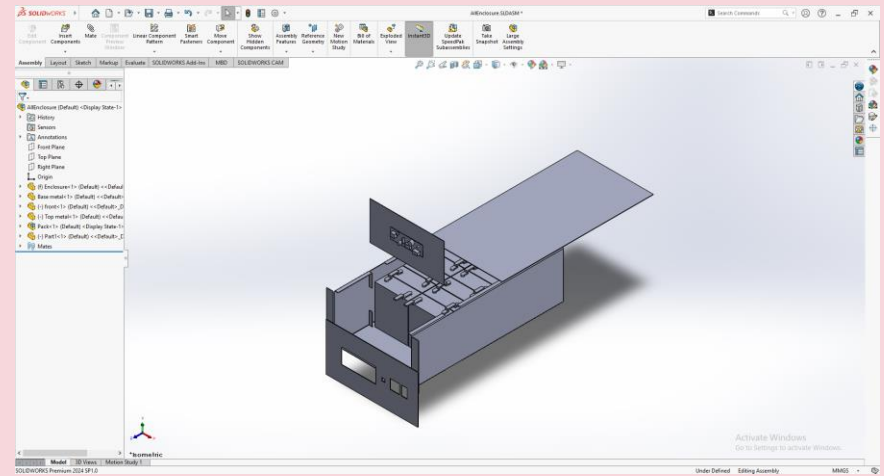 SOLIDWORKS
AllEnclosure.SLDASM *
Search Commands
Edit Component
Insert Components
Mate
Component Preview Window
Linear Component Pattern
Smart Fasteners
Move Component
Show Hidden Components
Assembly Features
Reference Geometry
New Motion Study
Bill of Materials
Exploded View
Instant3D
Update SpeedPak Subassemblies
Take Snapshot
Large Assembly Settings
Assembly
Layout
Sketch
Markup
Evaluate
SOLIDWORKS Add-Ins
MBD
SOLIDWORKS CAM
AllEnclosure (Default) <Display State-1>
History
Sensors
Annotations
Front Plane
Top Plane
Right Plane
Origin
(f) Enclosure<1> (Default) <<Defaul
Base metal<1> (Default) <<Default>
(-) front<1> (Default) <<Default>_D
(-) Top metal<1> (Default) <<Defau
Pack<1> (Default) <Display State-1>
(-) Part1<1> (Default) <<Default>_D
Mates
*Isometric
Activate Windows
Go to Settings to activate Windows.
Model
3D Views
Motion Study 1
SOLIDWORKS Premium 2024 SP1.0
Under Defined
Editing Assembly
MMGS